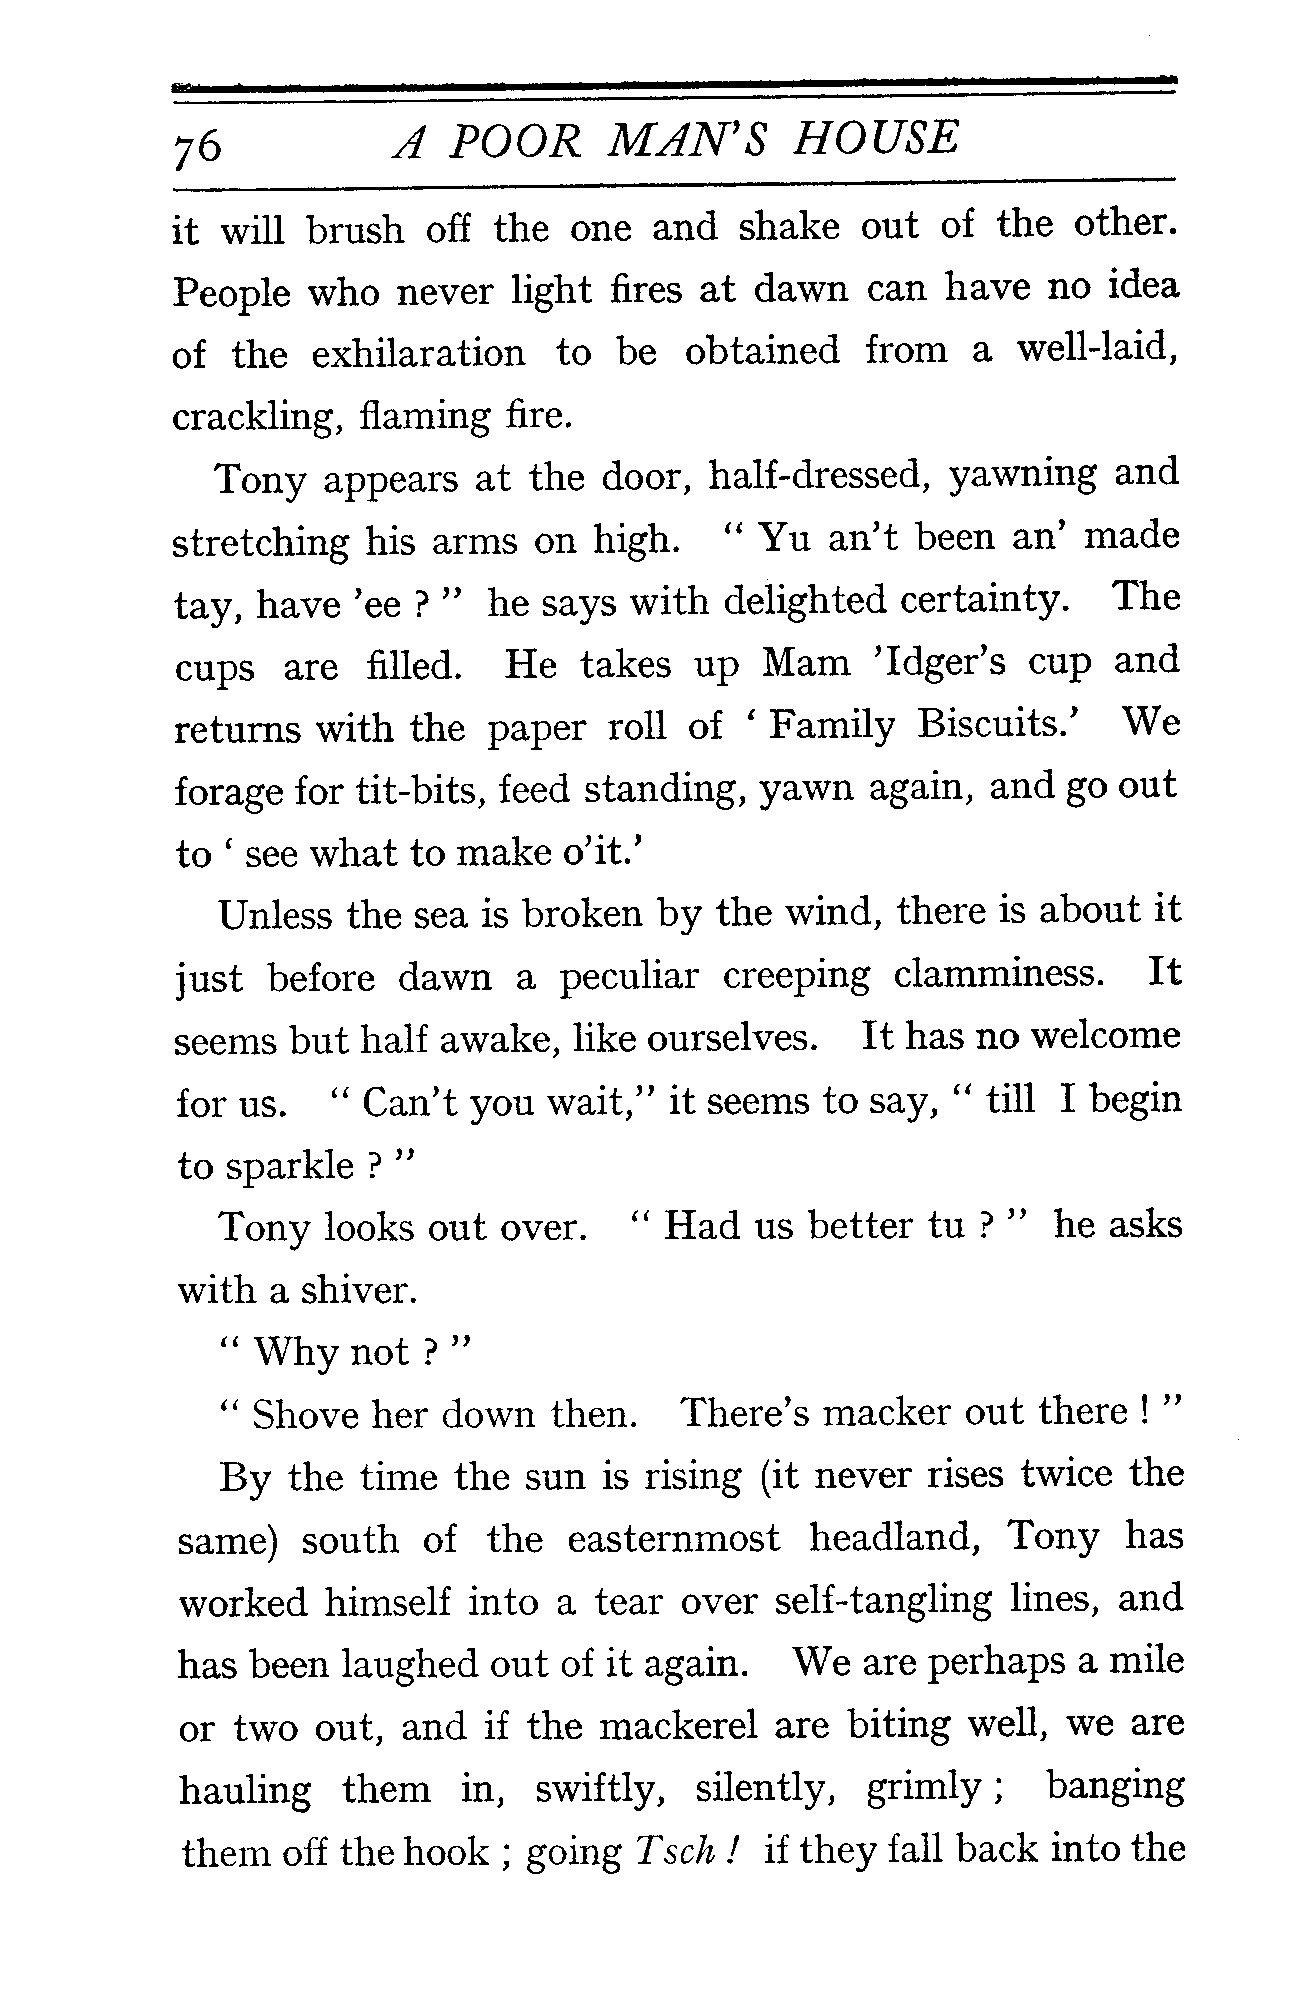 76 A POOR MAN'S HOUSE
it will brush off the one and shake out of the other.
People who never light fires at dawn can have no idea
of the exhilaration to be obtained from a well-laid,
crackling, flaming fire.
Tony appears at the door, half-dressed, yawning and
stretching his arms on high. " Yu an't been an' made
tay, have 'ee ? " he says with delighted certainty. The
cups are filled. He takes up Mam 'Idger's cup and
returns with the paper roll of ' Family Biscuits.' We
forage for tit-bits, feed standing, yawn again, and go out
to ' see what to make o'it.'
Unless the sea is broken by the wind, there is about it
just before dawn a peculiar creeping clamminess. It
seems but half awake, like ourselves. It has no welcome
for us. " Can't you wait," it seems to say, " till I begin
to sparkle ? "
Tony looks out over. " Had us better tu ? " he asks
with a shiver.
" Why not ? "
" Shove her down then. There's macker out there ! "
By the time the sun is rising (it never rises twice the
same) south of the easternmost headland, Tony has
worked himself into a tear over self-tangling lines, and
has been laughed out of it again. We are perhaps a mile
or two out, and if the mackerel are biting well, we are
hauling them in, swiftly, silently, grimly ; banging
them off the hook ; going Tsch ! if they fall back into the